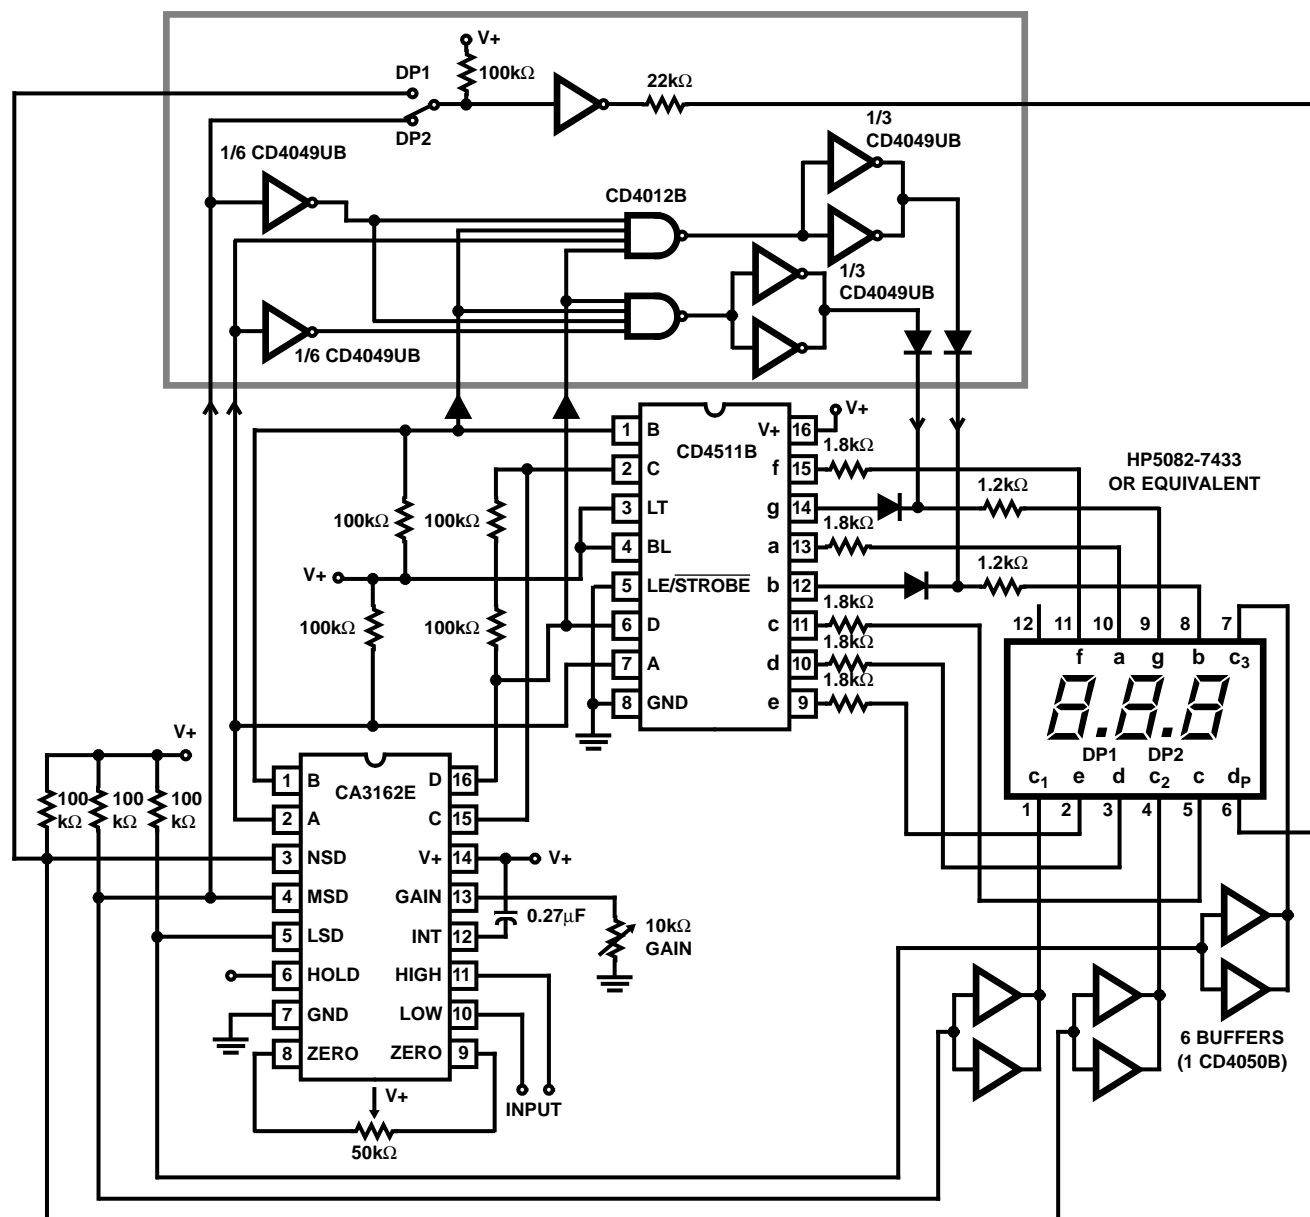 V+
DP1
100kΩ
22kΩ
DP2
1/3
CD4049UB
1/6 CD4049UB
CD4012B
1/3
CD4049UB
1/6 CD4049UB
V+
1 B V+ 16
CD4511B
2 C f 15
3 LT g 14
4 BL a 13
5 LE/STROBE b 12
6 D c 11
7 A d 10
8 GND e 9
1.8kΩ
1.8kΩ
1.8kΩ
1.8kΩ
1.8kΩ
1.2kΩ
1.2kΩ
HP5082-7433
OR EQUIVALENT
100kΩ
100kΩ
V+
100kΩ
100kΩ
12 11 10 9 8 7
f a g b c3
8.8.8
DP1 DP2
c1 e d c2 c dP
1 2 3 4 5 6
V+
100
kΩ
100
kΩ
100
kΩ
1 B D 16
CA3162E
2 A C 15
3 NSD V+ 14
4 MSD GAIN 13
5 LSD INT 12
6 HOLD HIGH 11
7 GND LOW 10
8 ZERO ZERO 9
V+
0.27μF
10kΩ
GAIN
V+
50kΩ
INPUT
6 BUFFERS
(1 CD4050B)